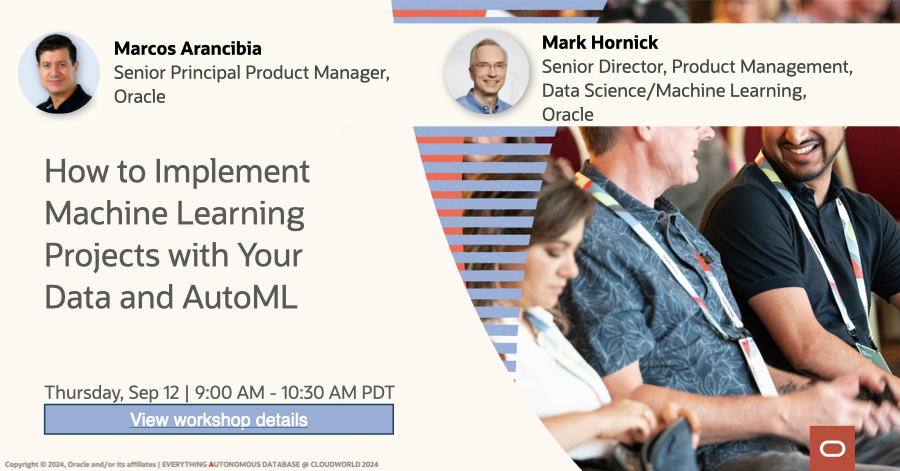 Marcos Arancibia
Senior Principal Product Manager,
Oracle
Mark Hornick
Senior Director, Product Management,
Data Science/Machine Learning,
Oracle
How to Implement
Machine Learning
Projects with Your
Data and AutoML
Thursday, Sep 12 | 9:00 AM - 10:30 AM PDT
View workshop details
Copyright © 2024, Oracle and/or its affiliates | EVERYTHING AUTONOMOUS DATABASE @ CLOUDWORLD 2024